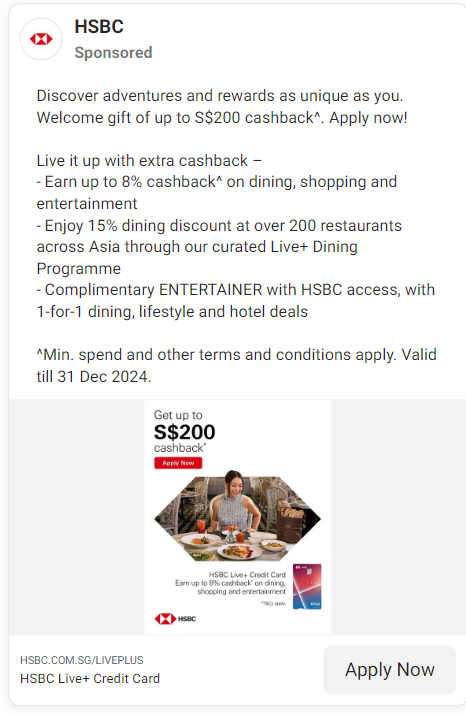 HSBC
Sponsored
Discover adventures and rewards as unique as you.
Welcome gift of up to S$200 cashback^. Apply now!
Live it up with extra cashback –
- Earn up to 8% cashback^ on dining, shopping and
entertainment
- Enjoy 15% dining discount at over 200 restaurants
across Asia through our curated Live+ Dining
Programme
- Complimentary ENTERTAINER with HSBC access, with
1-for-1 dining, lifestyle and hotel deals
^Min. spend and other terms and conditions apply. Valid
till 31 Dec 2024.
Get up to
S$200
cashback^
Apply Now
HSBC Live+ Credit Card
Earn up to 8% cashback^ on dining,
shopping and entertainment
^T&Cs apply.
VISA
HSBC
HSBC.COM.SG/LIVEPLUS
HSBC Live+ Credit Card
Apply Now